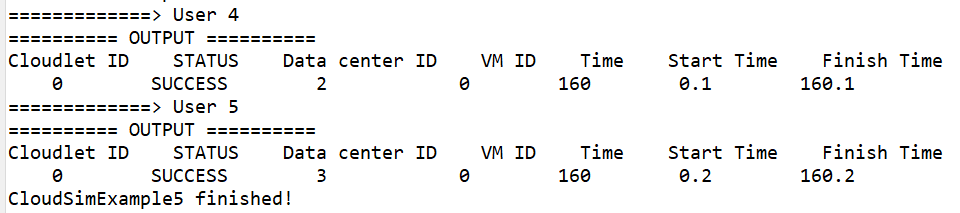 =============> User 4
========== OUTPUT ==========
Cloudlet ID    STATUS    Data center ID    VM ID    Time    Start Time    Finish Time
    0        SUCCESS        2            0        160        0.1        160.1
=============> User 5
========== OUTPUT ==========
Cloudlet ID    STATUS    Data center ID    VM ID    Time    Start Time    Finish Time
    0        SUCCESS        3            0        160        0.2        160.2
CloudSimExample5 finished!